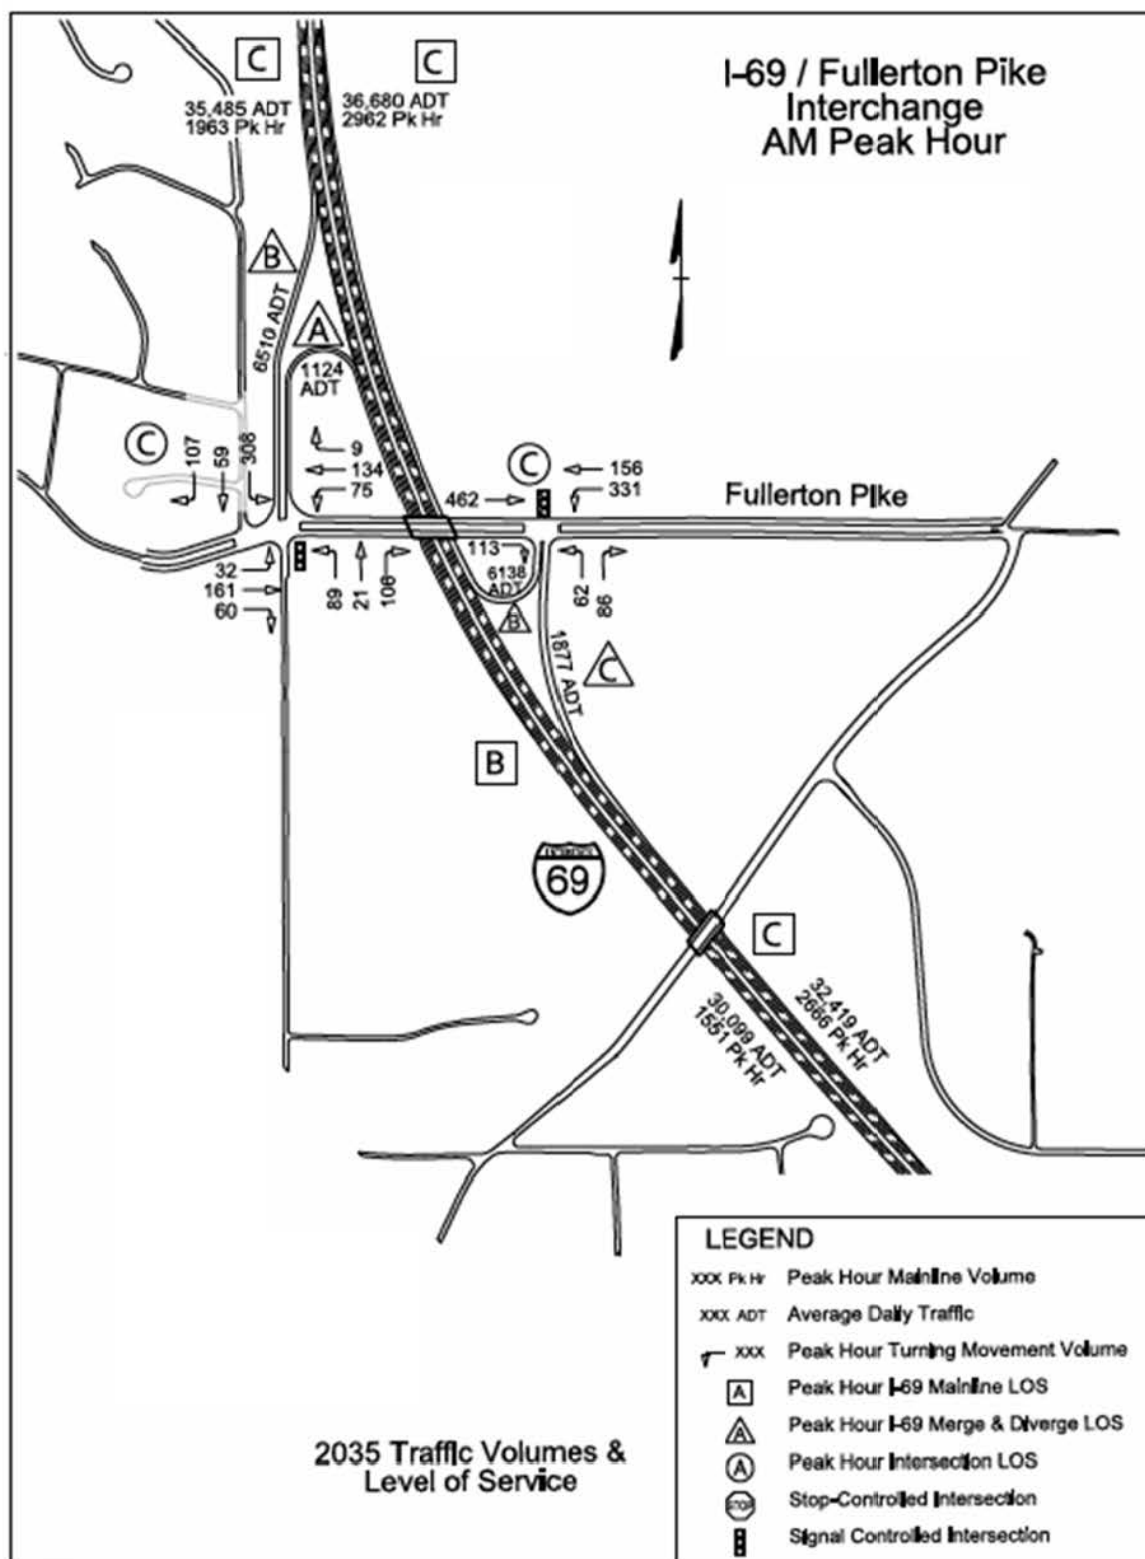 I-69 / Fullerton Pike
Interchange
AM Peak Hour
C
C
35,485 ADT
1963 Pk Hr
36,680 ADT
2962 Pk Hr
B
6510 ADT
A
1124
ADT
C
107
59
308
9
134
75
462
C
156
331
Fullerton Pike
32
161
60
89
21
106
113
6138
ADT
B
62
86
1877 ADT
C
B
INTERSTATE
69
C
30,099 ADT
1551 Pk Hr
32,419 ADT
2666 Pk Hr
2035 Traffic Volumes &
Level of Service
LEGEND
XXX Pk Hr Peak Hour Mainline Volume
XXX ADT Average Daily Traffic
XXX Peak Hour Turning Movement Volume
A Peak Hour I-69 Mainline LOS
A Peak Hour I-69 Merge & Diverge LOS
A Peak Hour Intersection LOS
STOP Stop-Controlled Intersection
Signal Controlled Intersection